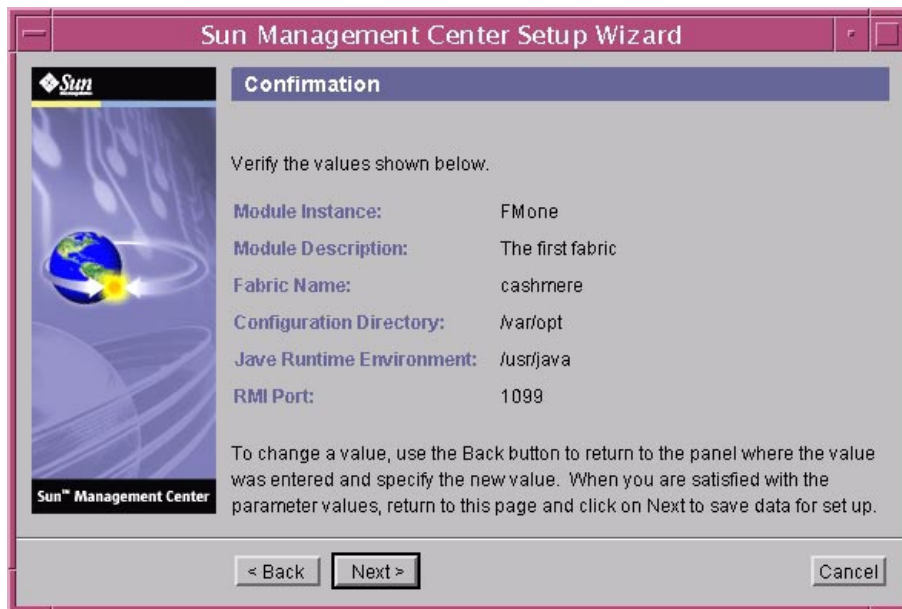 Sun Management Center Setup Wizard
Sun
Confirmation
Verify the values shown below.
Module Instance: FMone
Module Description: The first fabric
Fabric Name: cashmere
Configuration Directory: /var/opt
Jave Runtime Environment: /usr/java
RMI Port: 1099
To change a value, use the Back button to return to the panel where the value
was entered and specify the new value. When you are satisfied with the
parameter values, return to this page and click on Next to save data for set up.
Sun™ Management Center
< Back Next > Cancel